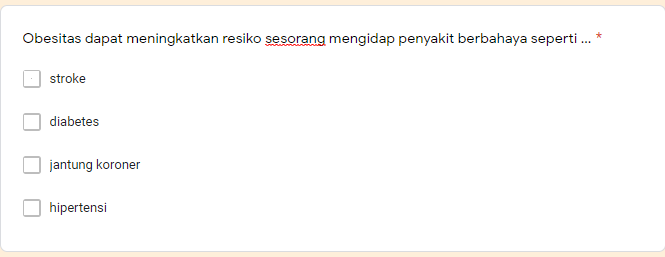 Obesitas dapat meningkatkan resiko sesorang mengidap penyakit berbahaya seperti ... *
stroke
diabetes
jantung koroner
hipertensi